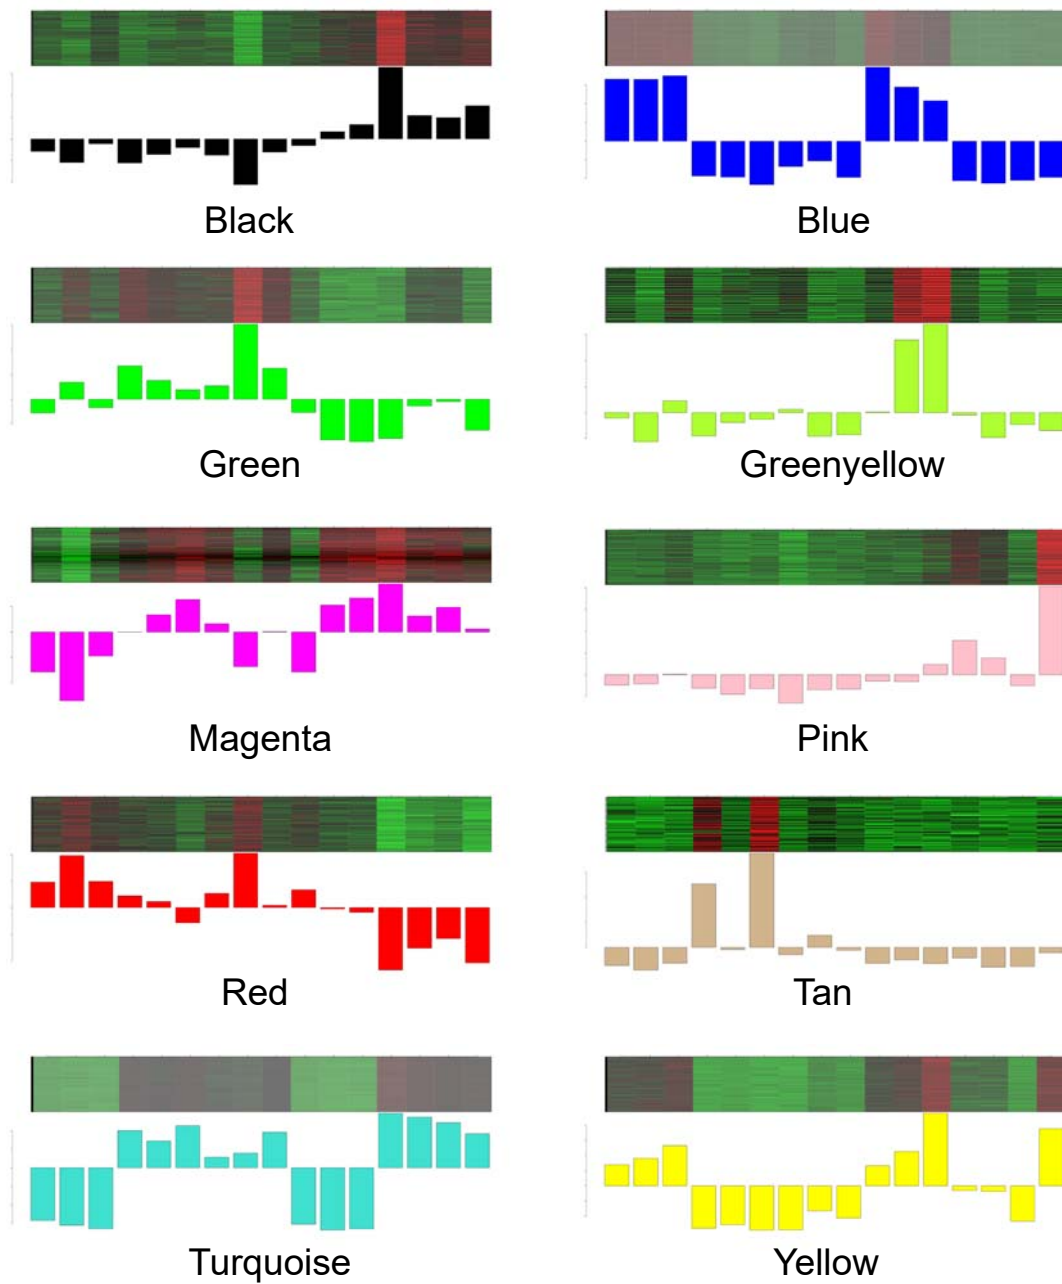 Black
Blue
Green
Greenyellow
Magenta
Pink
Red
Tan
Turquoise
Yellow